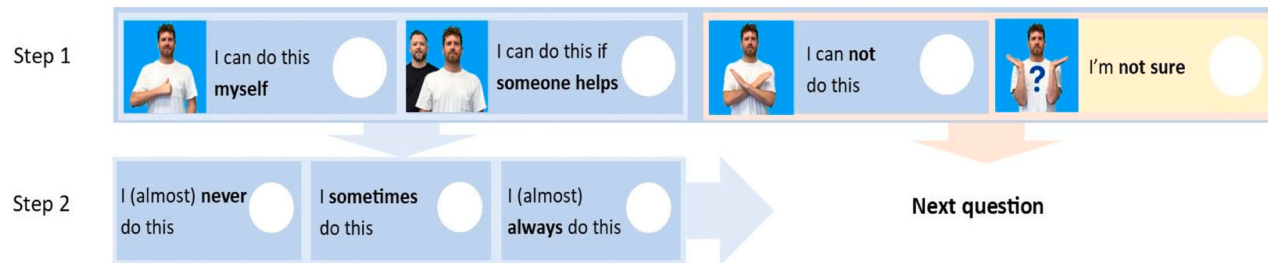 Step 1
I can do this
myself
I can do this if
someone helps
I can not
do this
?
I'm not sure
Step 2
I (almost) never
do this
I sometimes
do this
I (almost)
always do this
Next question